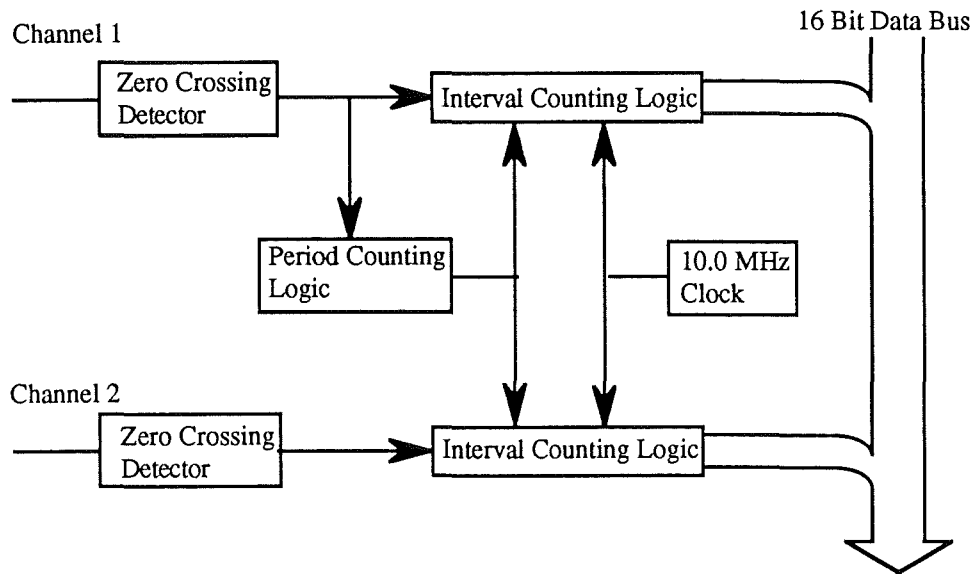 16 Bit Data Bus
Channel 1
Zero Crossing
Detector
Interval Counting Logic
Period Counting
Logic
10.0 MHz
Clock
Channel 2
Zero Crossing
Detector
Interval Counting Logic